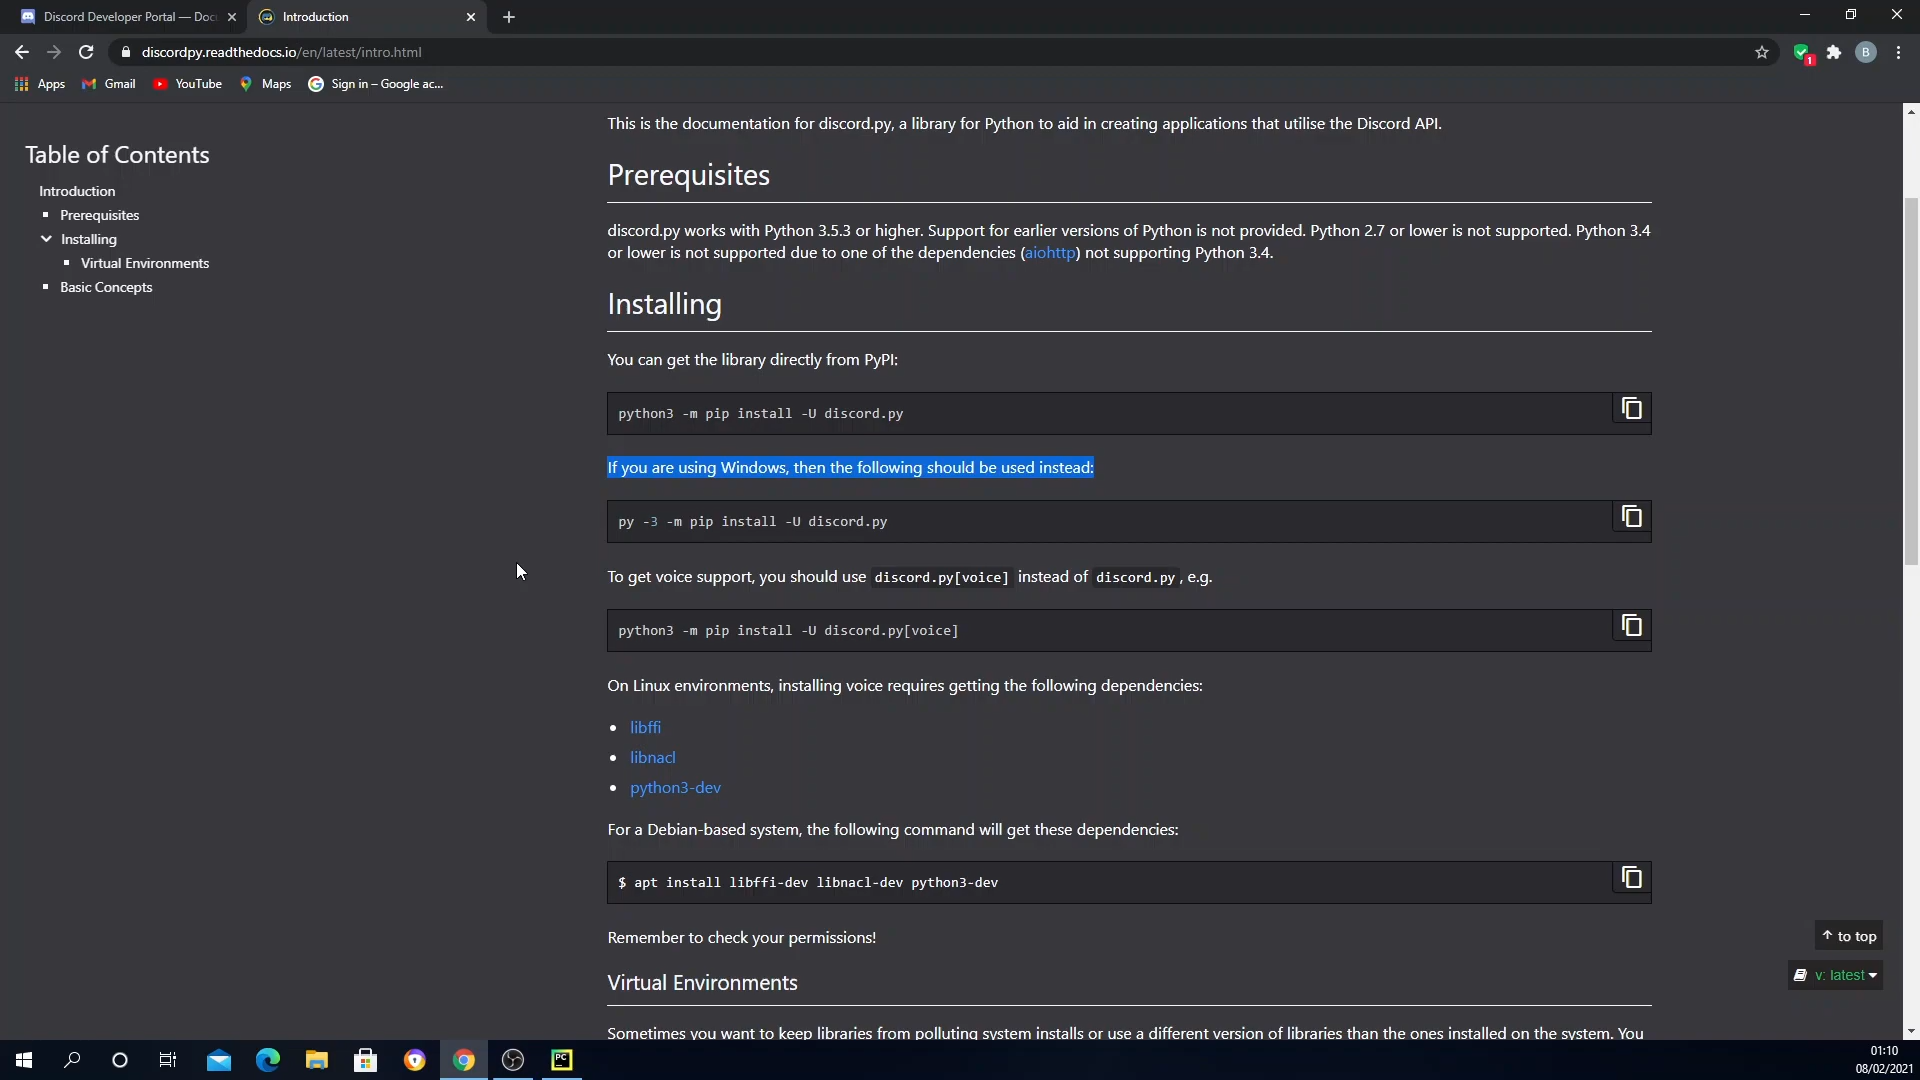 Discord Developer Portal — Doc
Introduction
discordpy.readthedocs.io/en/latest/intro.html
1
B
Apps
Gmail
YouTube
Maps
Sign in – Google ac...
Table of Contents
Introduction
Prerequisites
Installing
Virtual Environments
Basic Concepts
This is the documentation for discord.py, a library for Python to aid in creating applications that utilise the Discord API.
Prerequisites
discord.py works with Python 3.5.3 or higher. Support for earlier versions of Python is not provided. Python 2.7 or lower is not supported. Python 3.4
or lower is not supported due to one of the dependencies (aiohttp) not supporting Python 3.4.
Installing
You can get the library directly from PyPI:
python3 -m pip install -U discord.py
If you are using Windows, then the following should be used instead:
py -3 -m pip install -U discord.py
To get voice support, you should use discord.py[voice] instead of discord.py, e.g.
python3 -m pip install -U discord.py[voice]
On Linux environments, installing voice requires getting the following dependencies:
libffi
libnacl
python3-dev
For a Debian-based system, the following command will get these dependencies:
$ apt install libffi-dev libnacl-dev python3-dev
Remember to check your permissions!
Virtual Environments
Sometimes you want to keep libraries from polluting system installs or use a different version of libraries than the ones installed on the system. You
↑ to top
v: latest
PC
01:10
08/02/2021